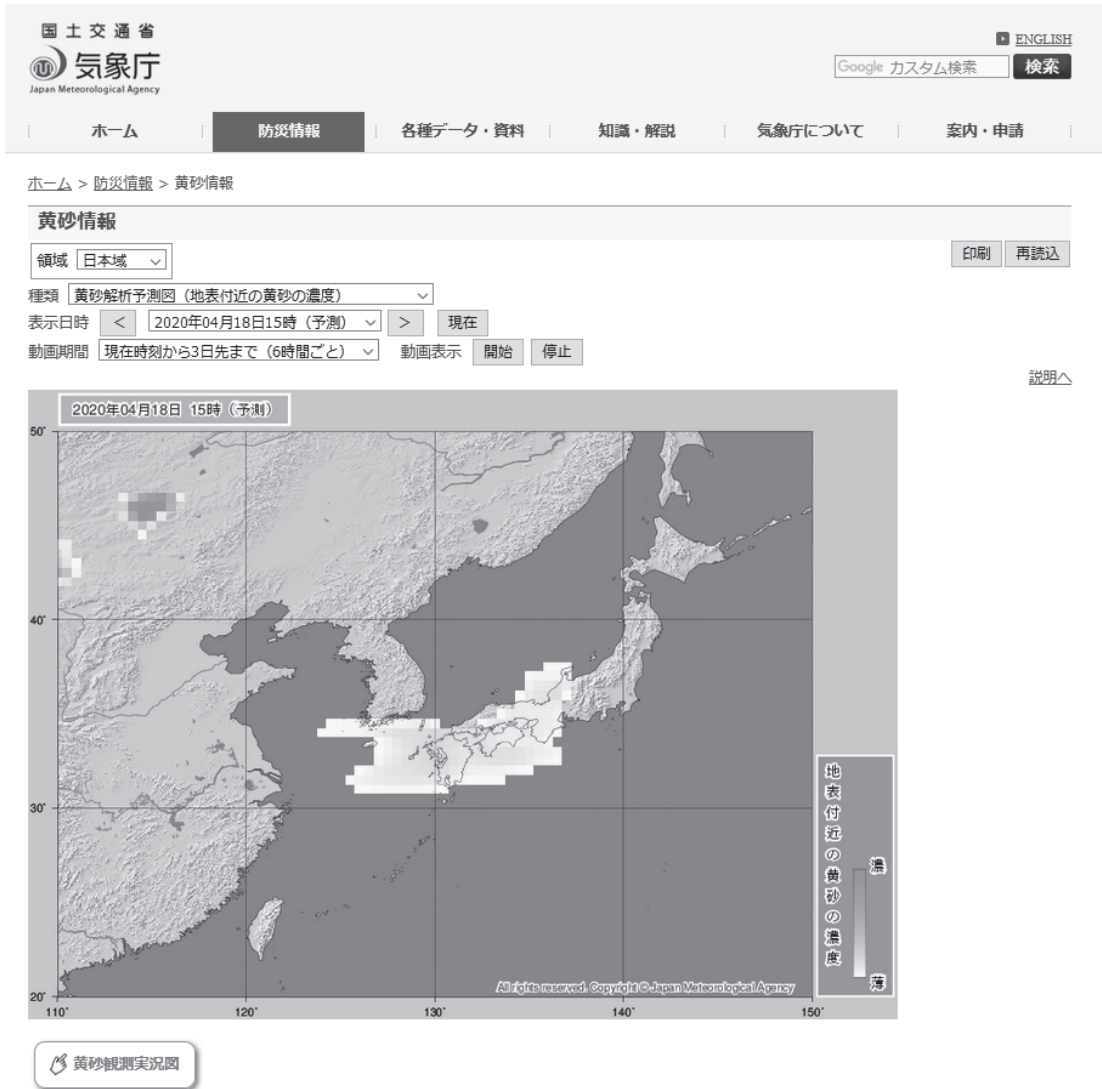 国土交通省
気象庁
Japan Meteorological Agency
ENGLISH
Google カスタム検索 検索
ホーム 防災情報 各種データ・資料 知識・解説 気象庁について 案内・申請
ホーム > 防災情報 > 黄砂情報
黄砂情報
領域 日本域 印刷 再読込
種類 黄砂解析予測図（地表付近の黄砂の濃度）
表示日時 < 2020年04月18日15時（予測） > 現在
動画期間 現在時刻から3日先まで（6時間ごと） 動画表示 開始 停止
説明へ
2020年04月18日 15時（予測）
50°
40°
30°
20°
地表付近の黄砂の濃度
濃
薄
All rights reserved. Copyright © Japan Meteorological Agency
110° 120° 130° 140° 150°
黄砂観測実況図